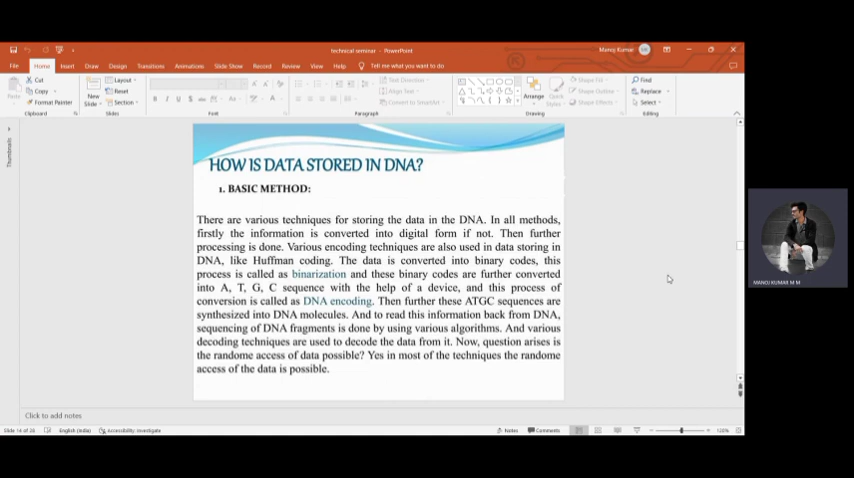 technical seminar - PowerPoint
Manoj Kumar
File Home Insert Draw Design Transitions Animations Slide Show Record Review View Help Tell me what you want to do
Paste
Cut
Copy
Format Painter
Clipboard
New Slide
Layout
Reset
Section
Slides
Font
Text Direction
Align Text
Convert to SmartArt
Paragraph
Arrange
Quick Styles
Shape Fill
Shape Outline
Shape Effects
Drawing
Find
Replace
Select
Editing
Thumbnails
HOW IS DATA STORED IN DNA?
1. BASIC METHOD:
There are various techniques for storing the data in the DNA. In all methods,
firstly the information is converted into digital form if not. Then further
processing is done. Various encoding techniques are also used in data storing in
DNA, like Huffman coding. The data is converted into binary codes, this
process is called as binarization and these binary codes are further converted
into A, T, G, C sequence with the help of a device, and this process of
conversion is called as DNA encoding. Then further these ATGC sequences are
synthesized into DNA molecules. And to read this information back from DNA,
sequencing of DNA fragments is done by using various algorithms. And various
decoding techniques are used to decode the data from it. Now, question arises is
the randome access of data possible? Yes in most of the techniques the randome
access of the data is possible.
MANOJ KUMAR M M
Click to add notes
Slide 14 of 26 English (India) Accessibility: Investigate Notes Comments